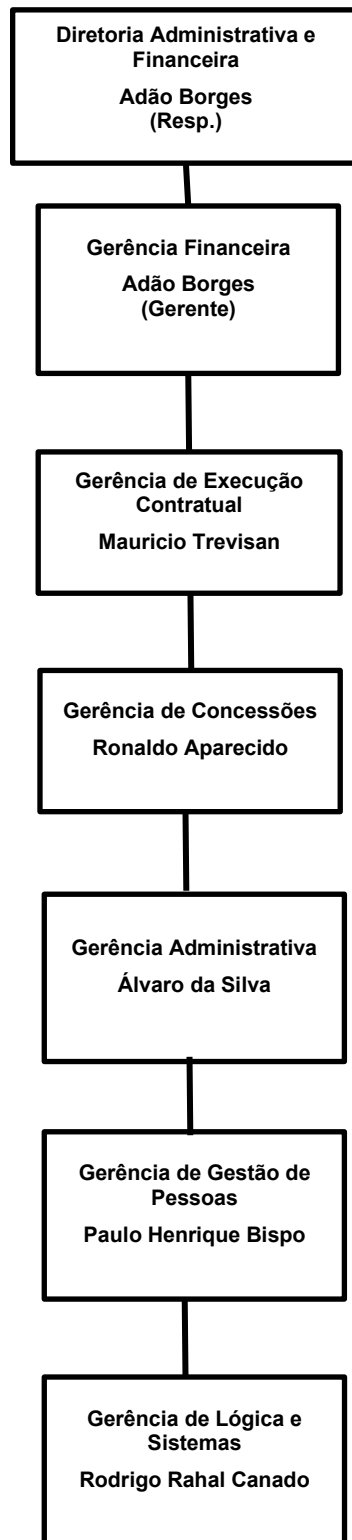 Diretoria Administrativa e
Financeira
Adão Borges
(Resp.)
Gerência Financeira
Adão Borges
(Gerente)
Gerência de Execução
Contratual
Mauricio Trevisan
Gerência de Concessões
Ronaldo Aparecido
Gerência Administrativa
Álvaro da Silva
Gerência de Gestão de
Pessoas
Paulo Henrique Bispo
Gerência de Lógica e
Sistemas
Rodrigo Rahal Canado